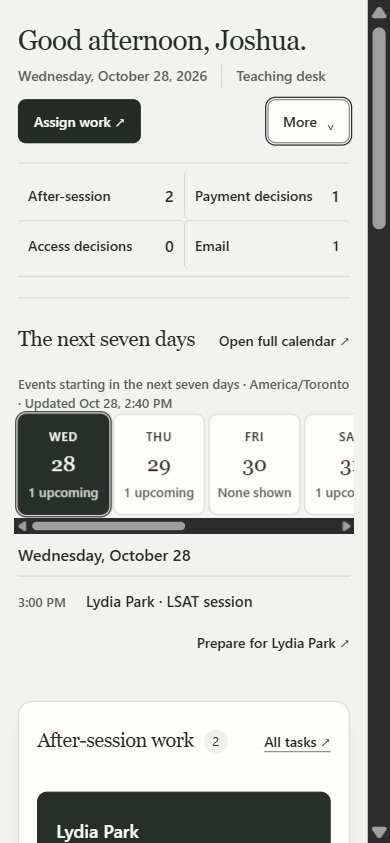 Good afternoon, Joshua.
Wednesday, October 28, 2026 Teaching desk
Assign work ↗ More v
After-session 2 Payment decisions 1
Access decisions 0 Email 1
The next seven days Open full calendar ↗
Events starting in the next seven days · America/Toronto
· Updated Oct 28, 2:40 PM
WED THU FRI SA
28 29 30
1 upcoming 1 upcoming None shown 1 upco
Wednesday, October 28
3:00 PM Lydia Park · LSAT session
Prepare for Lydia Park ↗
After-session work 2 All tasks ↗
Lydia Park